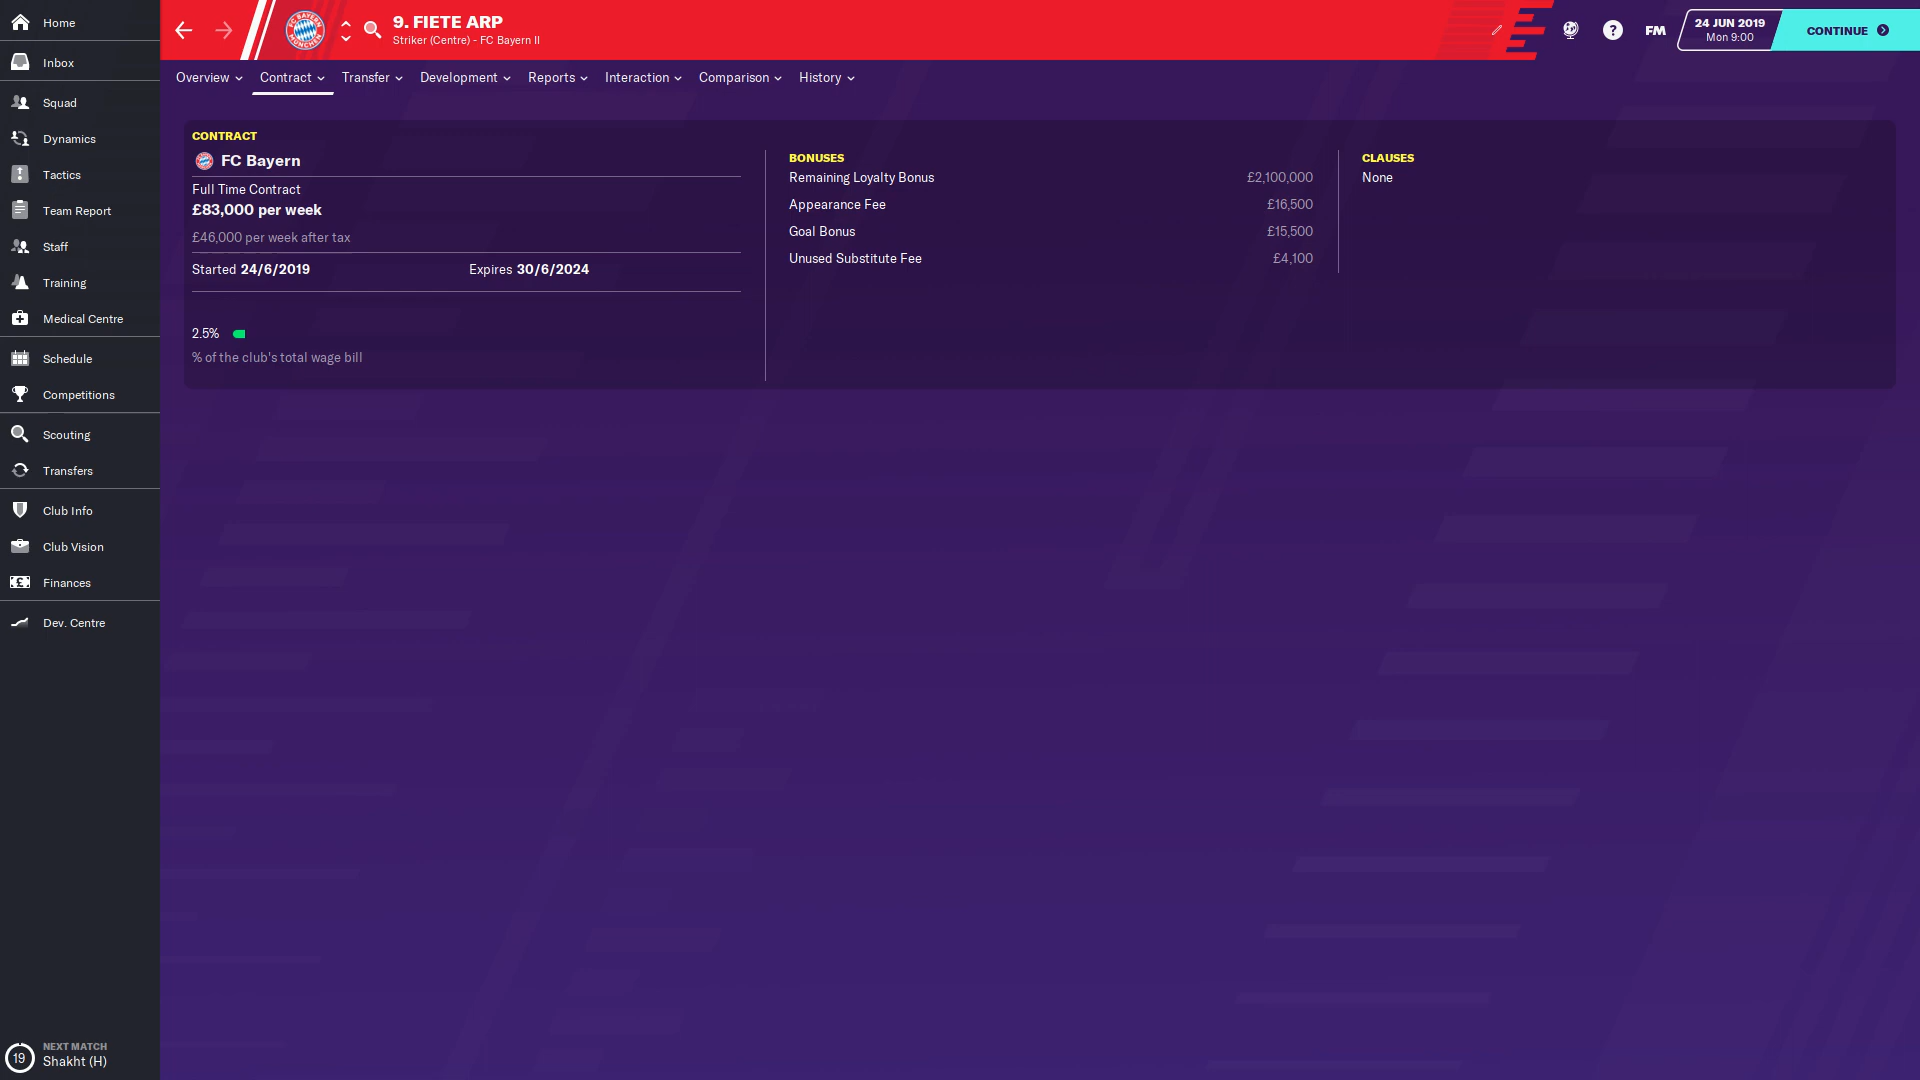 Home
Inbox
Squad
Dynamics
Tactics
Team Report
Staff
Training
Medical Centre
Schedule
Competitions
Scouting
Transfers
Club Info
Club Vision
Finances
Dev. Centre
19
NEXT MATCH
Shakht (H)
FC BAYERN MÜNCHEN
9. FIETE ARP
Striker (Centre) - FC Bayern II
?
FM
24 JUN 2019
Mon 9:00
CONTINUE
Overview
Contract
Transfer
Development
Reports
Interaction
Comparison
History
CONTRACT
FC Bayern
Full Time Contract
£83,000 per week
£46,000 per week after tax
Started 24/6/2019
Expires 30/6/2024
2.5%
% of the club's total wage bill
BONUSES
Remaining Loyalty Bonus £2,100,000
Appearance Fee £16,500
Goal Bonus £15,500
Unused Substitute Fee £4,100
CLAUSES
None